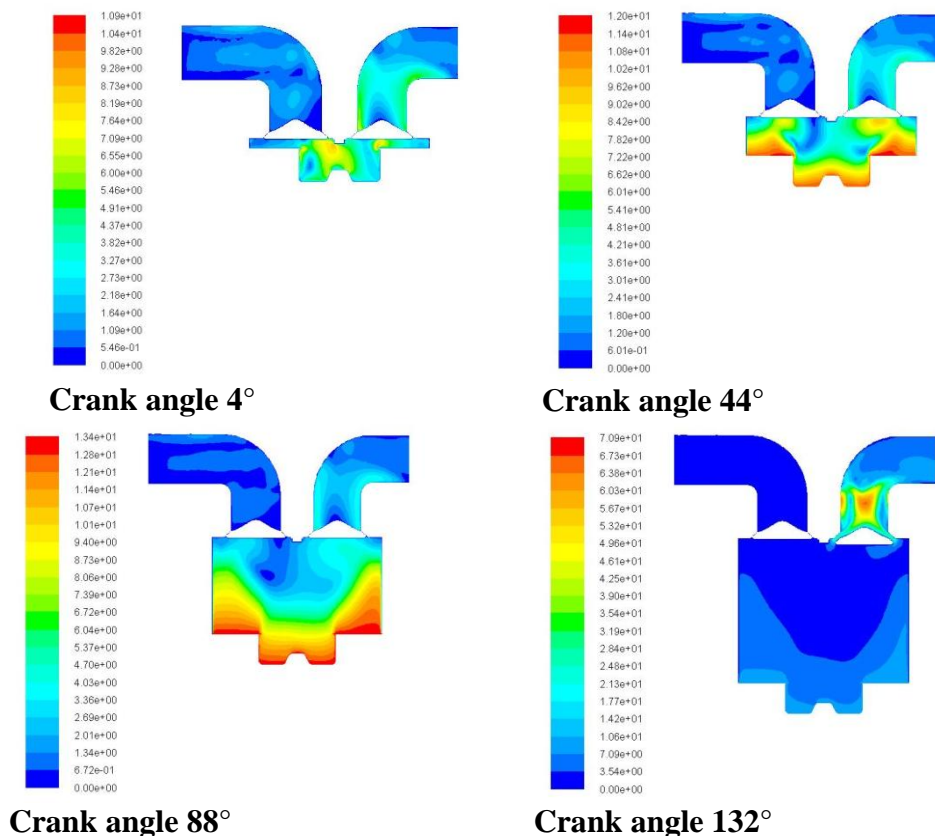 1.09e+01
1.04e+01
9.82e+00
9.28e+00
8.73e+00
8.19e+00
7.64e+00
7.09e+00
6.55e+00
6.00e+00
5.46e+00
4.91e+00
4.37e+00
3.82e+00
3.27e+00
2.73e+00
2.18e+00
1.64e+00
1.09e+00
5.46e-01
0.00e+00
Crank angle 4°
1.20e+01
1.14e+01
1.08e+01
1.02e+01
9.62e+00
9.02e+00
8.42e+00
7.82e+00
7.22e+00
6.62e+00
6.01e+00
5.41e+00
4.81e+00
4.21e+00
3.61e+00
3.01e+00
2.41e+00
1.80e+00
1.20e+00
6.01e-01
0.00e+00
Crank angle 44°
1.34e+01
1.28e+01
1.21e+01
1.14e+01
1.07e+01
1.01e+01
9.40e+00
8.73e+00
8.06e+00
7.39e+00
6.72e+00
6.04e+00
5.37e+00
4.70e+00
4.03e+00
3.36e+00
2.69e+00
2.01e+00
1.34e+00
6.72e-01
0.00e+00
Crank angle 88°
7.09e+01
6.73e+01
6.38e+01
6.03e+01
5.67e+01
5.32e+01
4.96e+01
4.61e+01
4.25e+01
3.90e+01
3.54e+01
3.19e+01
2.84e+01
2.48e+01
2.13e+01
1.77e+01
1.42e+01
1.06e+01
7.09e+00
3.54e+00
0.00e+00
Crank angle 132°